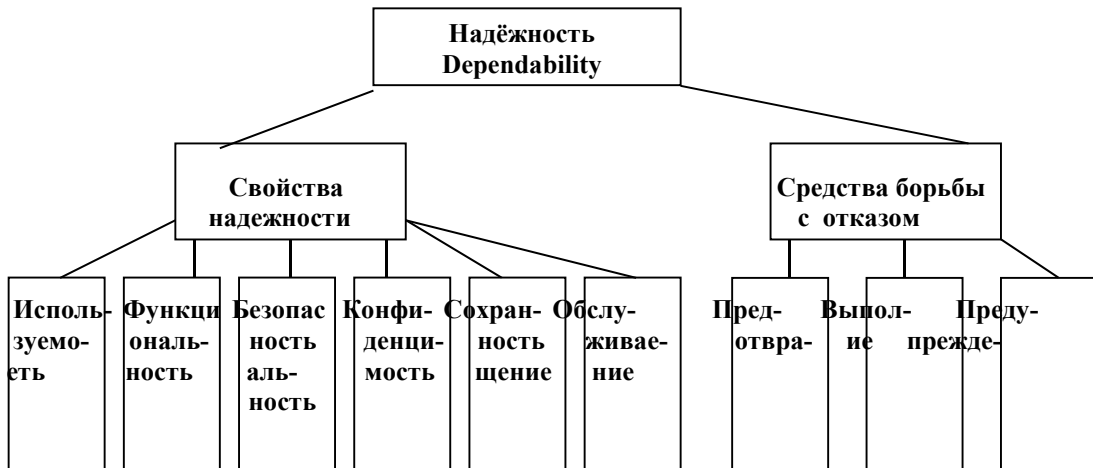 Надёжность
Dependability
Свойства
надежности
Средства борьбы
с отказом
Исполь-
зуемо-
еть
Функци
ональ-
ность
Безопас
ность
аль-
ность
Конфи-
денци-
мость
Сохран-
ность
щение
Обслу-
живае-
ние
Пред-
отвра-
Выпол-
ие
Преду-
прежде-